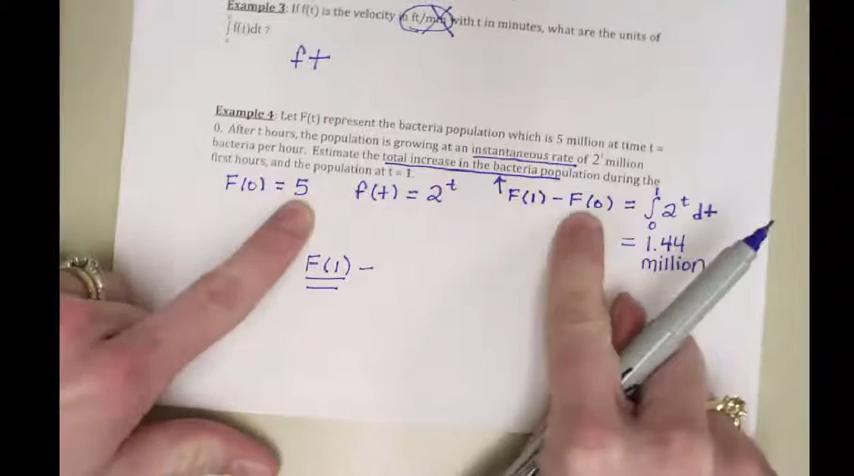 Example 3: If f(t) is the velocity in ft/min with t in minutes, what are the units of
∫ f(t)dt ?
ft
Example 4: Let F(t) represent the bacteria population which is 5 million at time t =
0. After t hours, the population is growing at an instantaneous rate of 2^t million
bacteria per hour. Estimate the total increase in the bacteria population during the
first hours, and the population at t = 1.
F(0) = 5 f(t) = 2^t ↑ F(1) - F(0) = ∫₀¹ 2^t dt
= 1.44
million
F(1) -